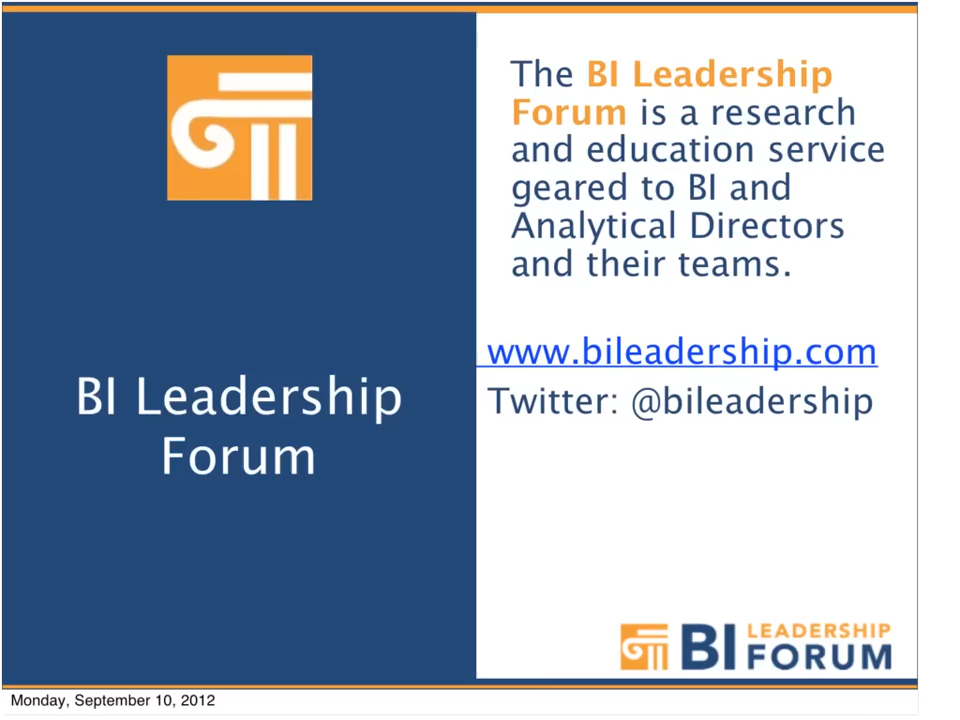 BI Leadership
Forum
The BI Leadership
Forum is a research
and education service
geared to BI and
Analytical Directors
and their teams.
www.bileadership.com
Twitter: @bileadership
BI LEADERSHIP
FORUM
Monday, September 10, 2012